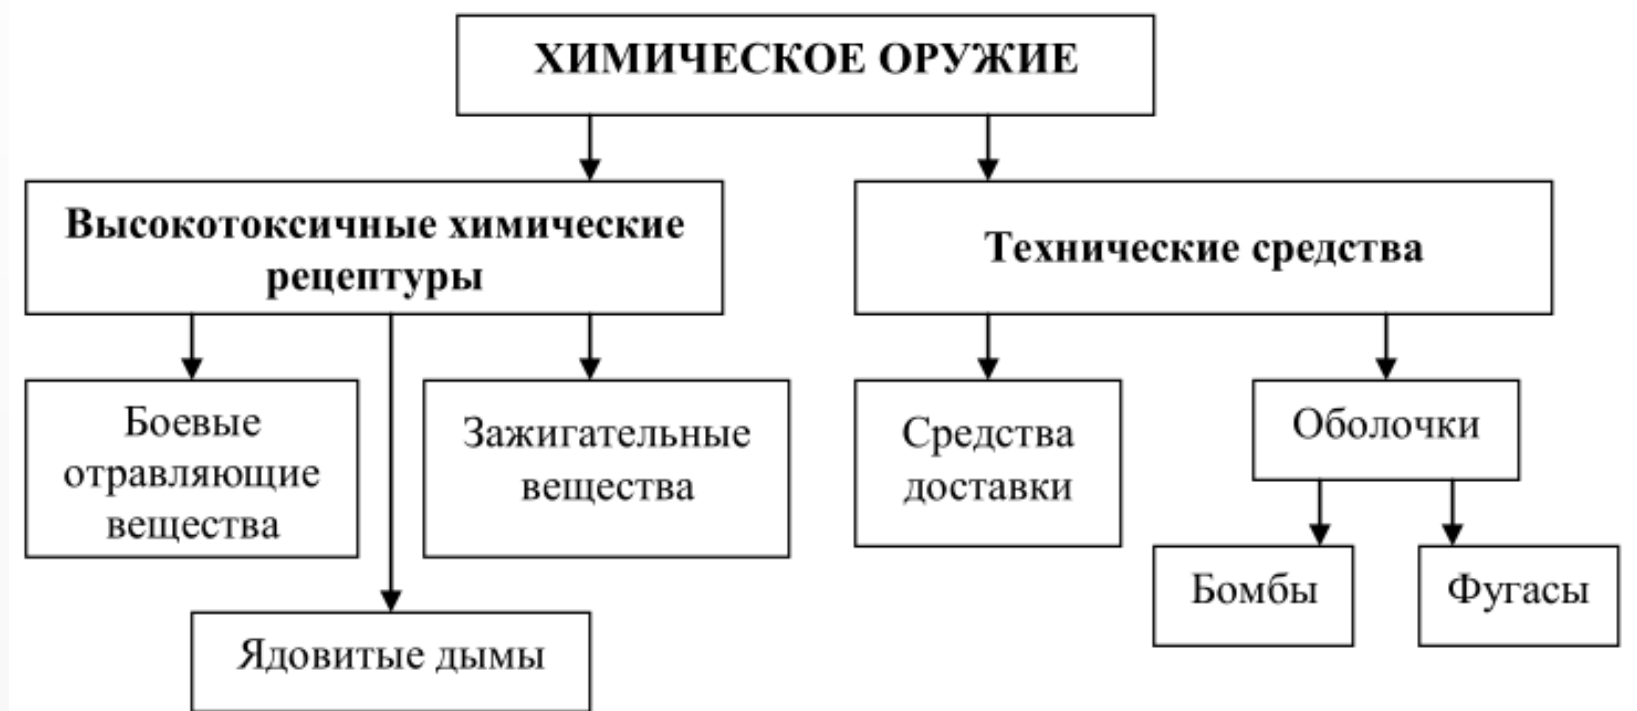 ХИМИЧЕСКОЕ ОРУЖИЕ
Высокотоксичные химические
рецептуры
Технические средства
Боевые
отравляющие
вещества
Зажигательные
вещества
Средства
доставки
Оболочки
Бомбы
Фугасы
Ядовитые дымы